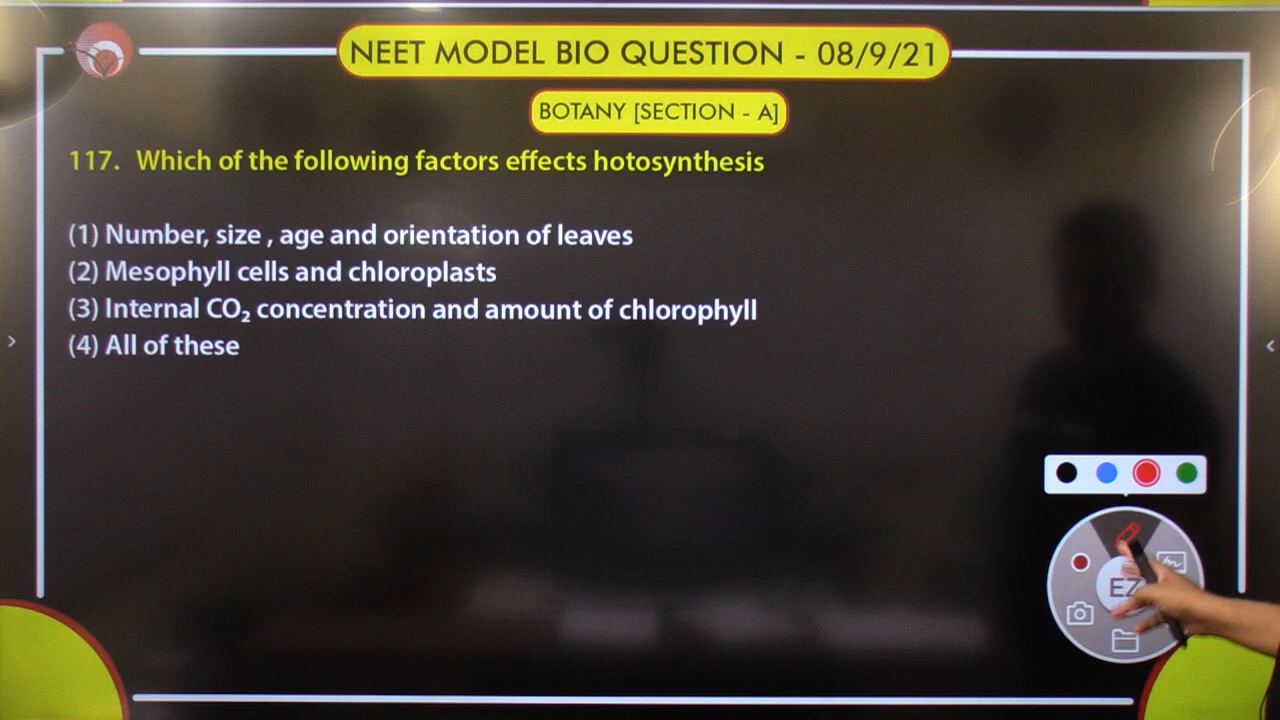 NEET MODEL BIO QUESTION - 08/9/21
BOTANY [SECTION - A]
117. Which of the following factors effects hotosynthesis
(1) Number, size , age and orientation of leaves
(2) Mesophyll cells and chloroplasts
(3) Internal CO₂ concentration and amount of chlorophyll
(4) All of these
EZ